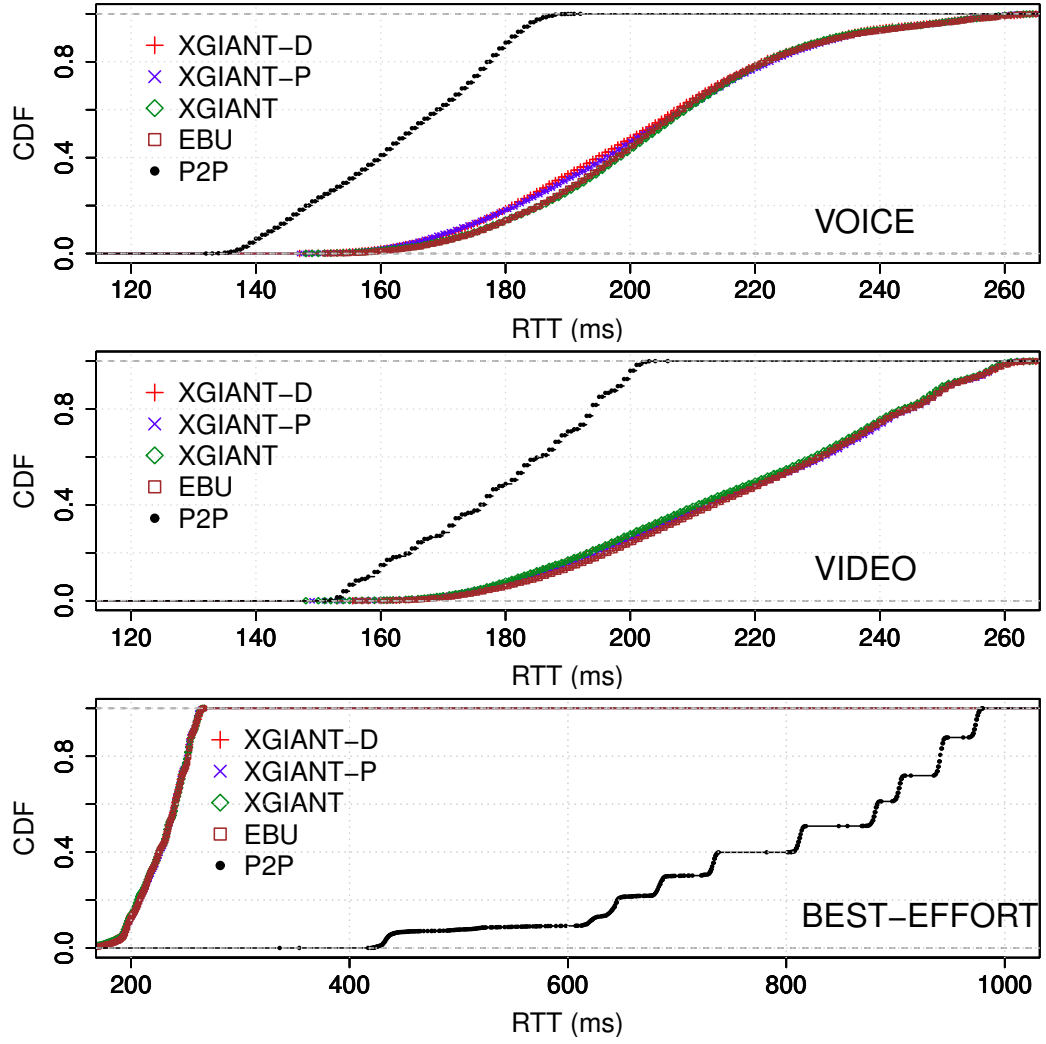 CDF
0.0 0.4 0.8
XGIANT−D
XGIANT−P
XGIANT
EBU
P2P
VOICE
120 140 160 180 200 220 240 260
RTT (ms)
CDF
0.0 0.4 0.8
XGIANT−D
XGIANT−P
XGIANT
EBU
P2P
VIDEO
120 140 160 180 200 220 240 260
RTT (ms)
CDF
0.0 0.4 0.8
XGIANT−D
XGIANT−P
XGIANT
EBU
P2P
BEST−EFFORT
200 400 600 800 1000
RTT (ms)